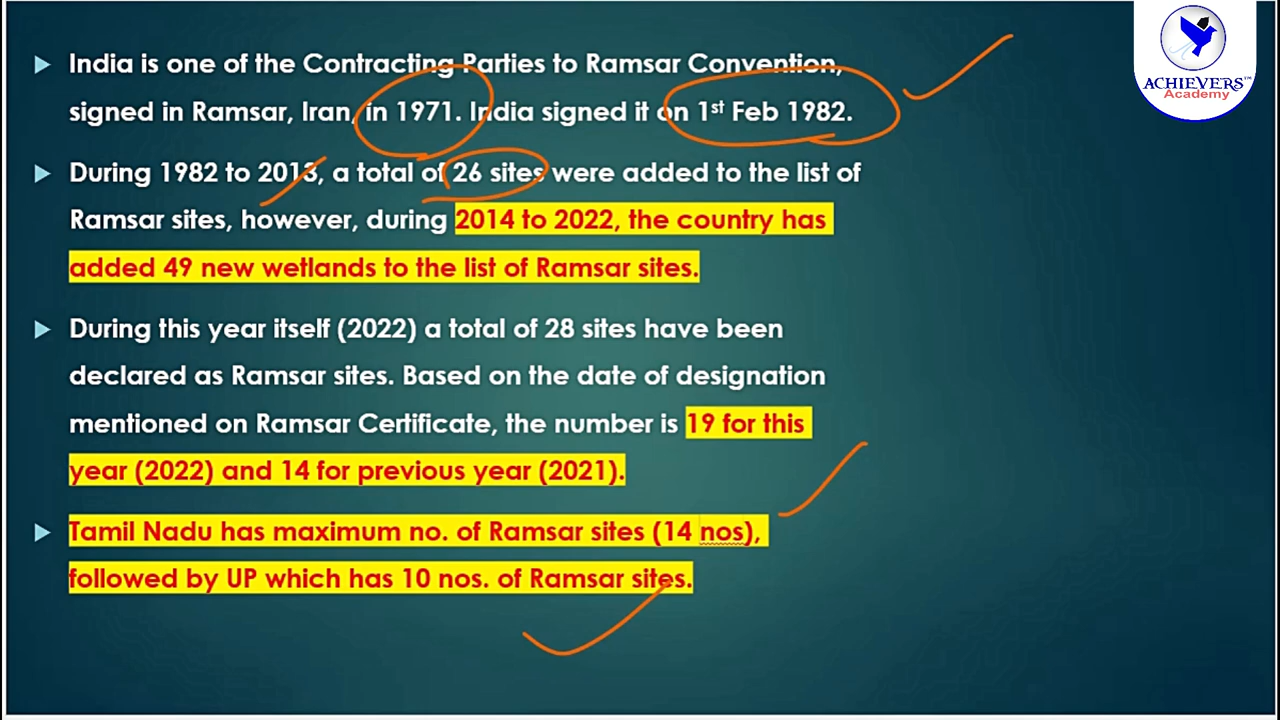 ACHIEVERS™
Academy
India is one of the Contracting Parties to Ramsar Convention,
signed in Ramsar, Iran, in 1971. India signed it on 1st Feb 1982.
During 1982 to 2013, a total of 26 sites were added to the list of
Ramsar sites, however, during 2014 to 2022, the country has
added 49 new wetlands to the list of Ramsar sites.
During this year itself (2022) a total of 28 sites have been
declared as Ramsar sites. Based on the date of designation
mentioned on Ramsar Certificate, the number is 19 for this
year (2022) and 14 for previous year (2021).
Tamil Nadu has maximum no. of Ramsar sites (14 nos),
followed by UP which has 10 nos. of Ramsar sites.